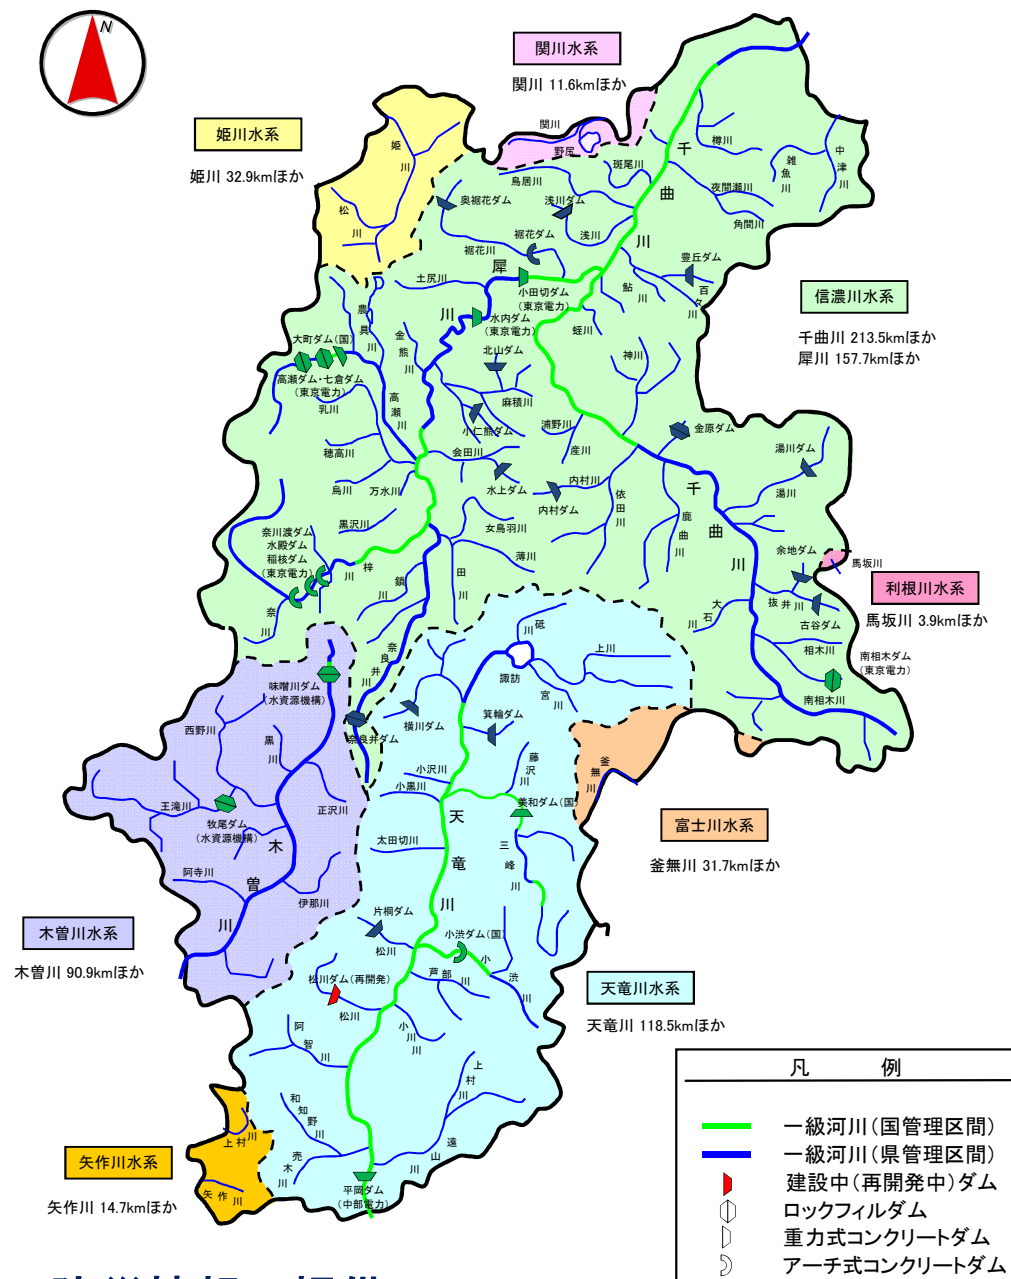 N
関川水系
関川 11.6kmほか
姫川水系
姫川 32.9kmほか
関川
野尻
姫川
松川
斑尾川
鳥居川
千曲川
樽川
雑魚川
中津川
夜間瀬川
角間川
奥裾花ダム
浅川ダム
浅川
裾花ダム
裾花川
豊丘ダム
百々川
鮎川
犀川
土尻川
小田切ダム
(東京電力)
信濃川水系
千曲川 213.5kmほか
犀川 157.7kmほか
農具川
水内ダム
(東京電力)
蛭川
金熊川
大町ダム(国)
北山ダム
神川
高瀬ダム・七倉ダム
(東京電力)
乳川
高瀬川
麻積川
小仁熊ダム
浦野川
金原ダム
産川
湯川ダム
湯川
穂高川
会田川
烏川
万水川
水上ダム
内村川
内村ダム
依田川
千曲川
鹿曲川
黒沢川
女鳥羽川
奈川渡ダム
水殿ダム
稲核ダム
(東京電力)
梓川
薄川
余地ダム
馬坂川
利根川水系
馬坂川 3.9kmほか
鎖川
田川
奈川
抜井川
古谷ダム
大石川
相木川
南相木ダム
(東京電力)
南相木川
奈良井川
砥川
上川
諏訪
宮川
味噌川ダム
(水資源機構)
横川ダム
箕輪ダム
奈良井ダム
西野川
黒川
藤沢川
釜無川
小沢川
小黒川
美和ダム(国)
王滝川
正沢川
牧尾ダム
(水資源機構)
木曽川
太田切川
天竜川
三峰川
富士川水系
釜無川 31.7kmほか
阿寺川
伊那川
片桐ダム
小渋ダム(国)
木曽川水系
木曽川 90.9kmほか
松川
芦部川
小渋川
松川ダム(再開発)
松川
天竜川水系
天竜川 118.5kmほか
阿智川
小川川
上村川
和知野川
遠山川
売木川
上村川
矢作川水系
矢作川 14.7kmほか
矢作川
平岡ダム
(中部電力)
凡 例
一級河川(国管理区間)
一級河川(県管理区間)
建設中(再開発中)ダム
ロックフィルダム
重力式コンクリートダム
アーチ式コンクリートダム